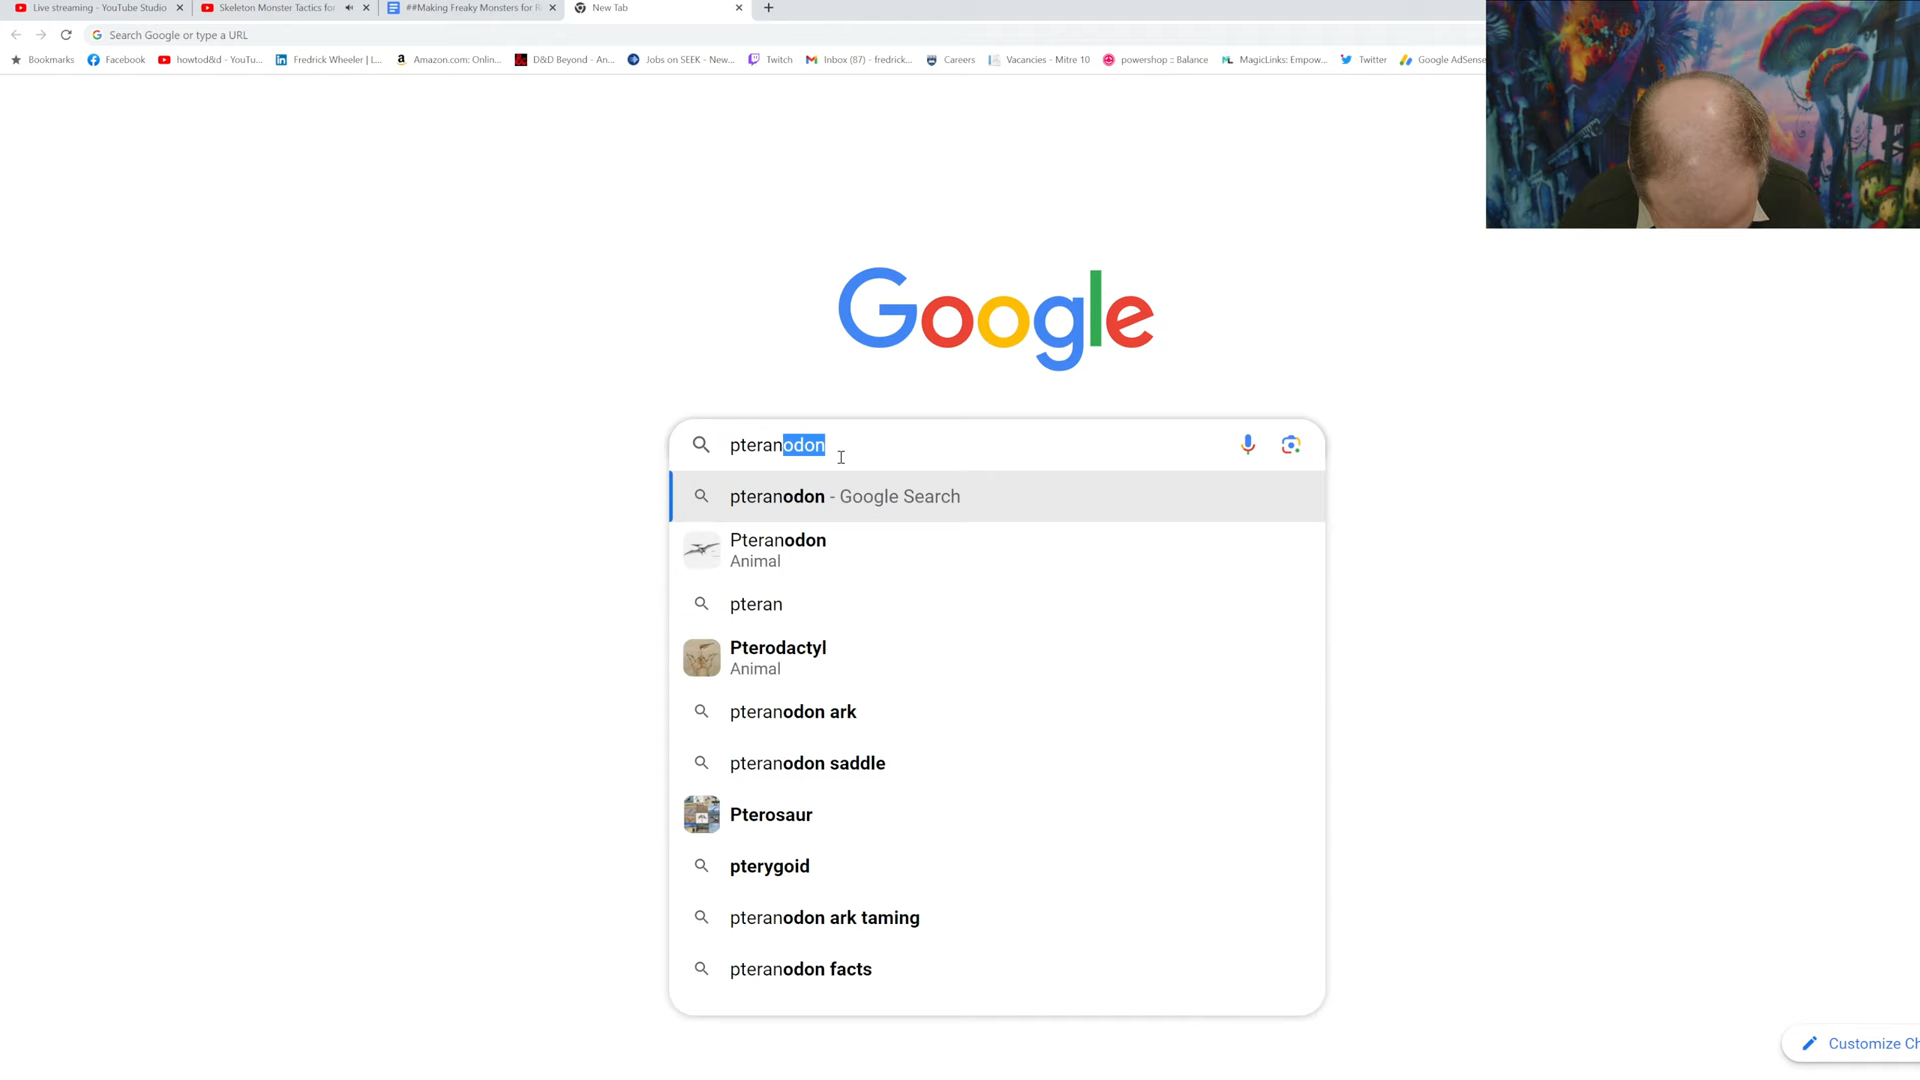 Live streaming - YouTube Studio
Skeleton Monster Tactics for
##Making Freaky Monsters for R
New Tab
Search Google or type a URL
Bookmarks
Facebook
howtod&d - YouTu...
Fredrick Wheeler | L...
Amazon.com: Onlin...
D&D Beyond - An...
Jobs on SEEK - New...
Twitch
Inbox (87) - fredrick...
Careers
Vacancies - Mitre 10
powershop :: Balance
MagicLinks: Empow...
Twitter
Google AdSense
Google
pteranodon
pteranodon - Google Search
Pteranodon
Animal
pteran
Pterodactyl
Animal
pteranodon ark
pteranodon saddle
Pterosaur
pterygoid
pteranodon ark taming
pteranodon facts
Customize Ch